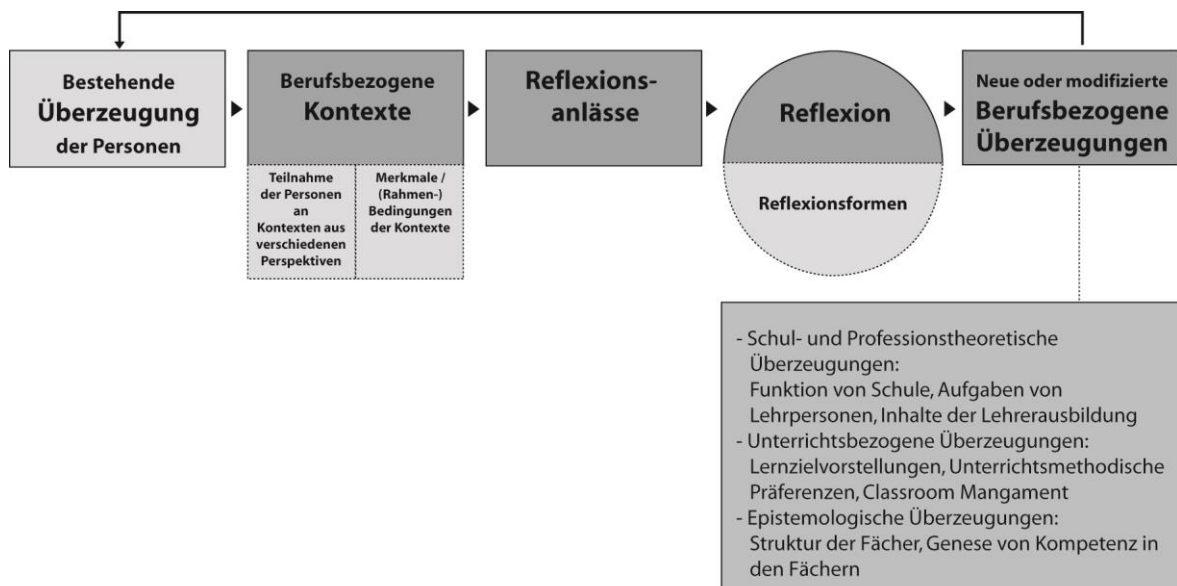 Bestehende
Überzeugung
der Personen
Berufsbezogene
Kontexte
Teilnahme
der Personen
an
Kontexten aus
verschiedenen
Perspektiven
Merkmale /
(Rahmen-)
Bedingungen
der Kontexte
Reflexions-
anlässe
Reflexion
Reflexionsformen
Neue oder modifizierte
Berufsbezogene
Überzeugungen
- Schul- und Professionstheoretische
Überzeugungen:
Funktion von Schule, Aufgaben von
Lehrpersonen, Inhalte der Lehrerausbildung
- Unterrichtsbezogene Überzeugungen:
Lernzielvorstellungen, Unterrichtsmethodische
Präferenzen, Classroom Mangament
- Epistemologische Überzeugungen:
Struktur der Fächer, Genese von Kompetenz in
den Fächern